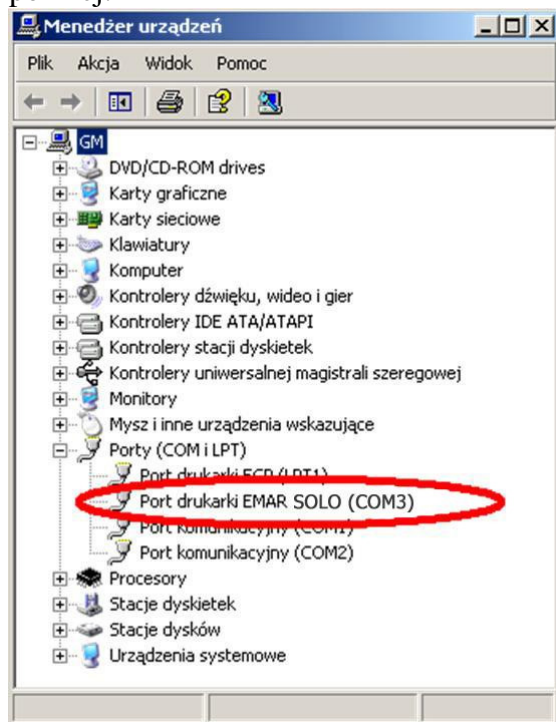 Menedżer urządzeń
Plik Akcja Widok Pomoc
GM
DVD/CD-ROM drives
Karty graficzne
Karty sieciowe
Klawiatury
Komputer
Kontrolery dźwięku, wideo i gier
Kontrolery IDE ATA/ATAPI
Kontrolery stacji dyskietek
Kontrolery uniwersalnej magistrali szeregowej
Monitory
Mysz i inne urządzenia wskazujące
Porty (COM i LPT)
Port drukarki ECP (LPT1)
Port drukarki EMAR SOLO (COM3)
Port komunikacyjny (COM1)
Port komunikacyjny (COM2)
Procesory
Stacje dyskietek
Stacje dysków
Urządzenia systemowe